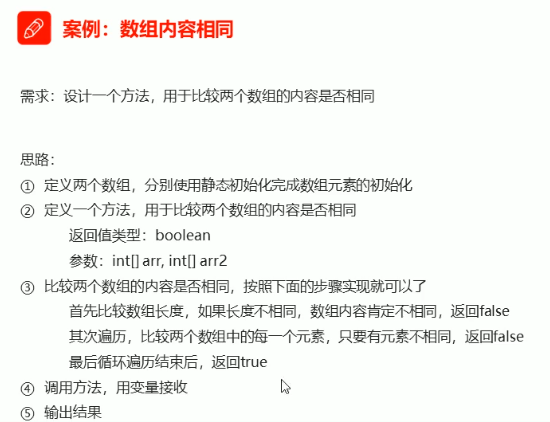 案例：数组内容相同
需求：设计一个方法，用于比较两个数组的内容是否相同
思路：
① 定义两个数组，分别使用静态初始化完成数组元素的初始化
② 定义一个方法，用于比较两个数组的内容是否相同
返回值类型：boolean
参数：int[] arr, int[] arr2
③ 比较两个数组的内容是否相同，按照下面的步骤实现就可以了
首先比较数组长度，如果长度不相同，数组内容肯定不相同，返回false
其次遍历，比较两个数组中的每一个元素，只要有元素不相同，返回false
最后循环遍历结束后，返回true
④ 调用方法，用变量接收
⑤ 输出结果